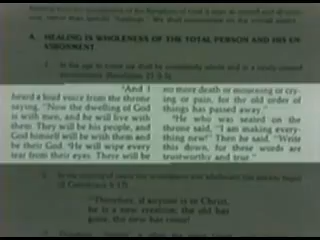 A. HEALING IS WHOLENESS OF THE TOTAL PERSON AND HIS EN-
VIRONMENT
"And I
heard a loud voice from the throne
saying, "Now the dwelling of God
is with men, and he will live with
them. They will be his people, and
God himself will be with them and
be their God. "He will wipe every
tear from their eyes. There will be
no more death or mourning or cry-
ing or pain, for the old order of
things has passed away."
"He who was seated on the
throne said, "I am making every-
thing new!" Then he said, "Write
this down, for these words are
trustworthy and true."
"Therefore, if anyone is in Christ,
he is a new creation; the old has
gone, the new has come!